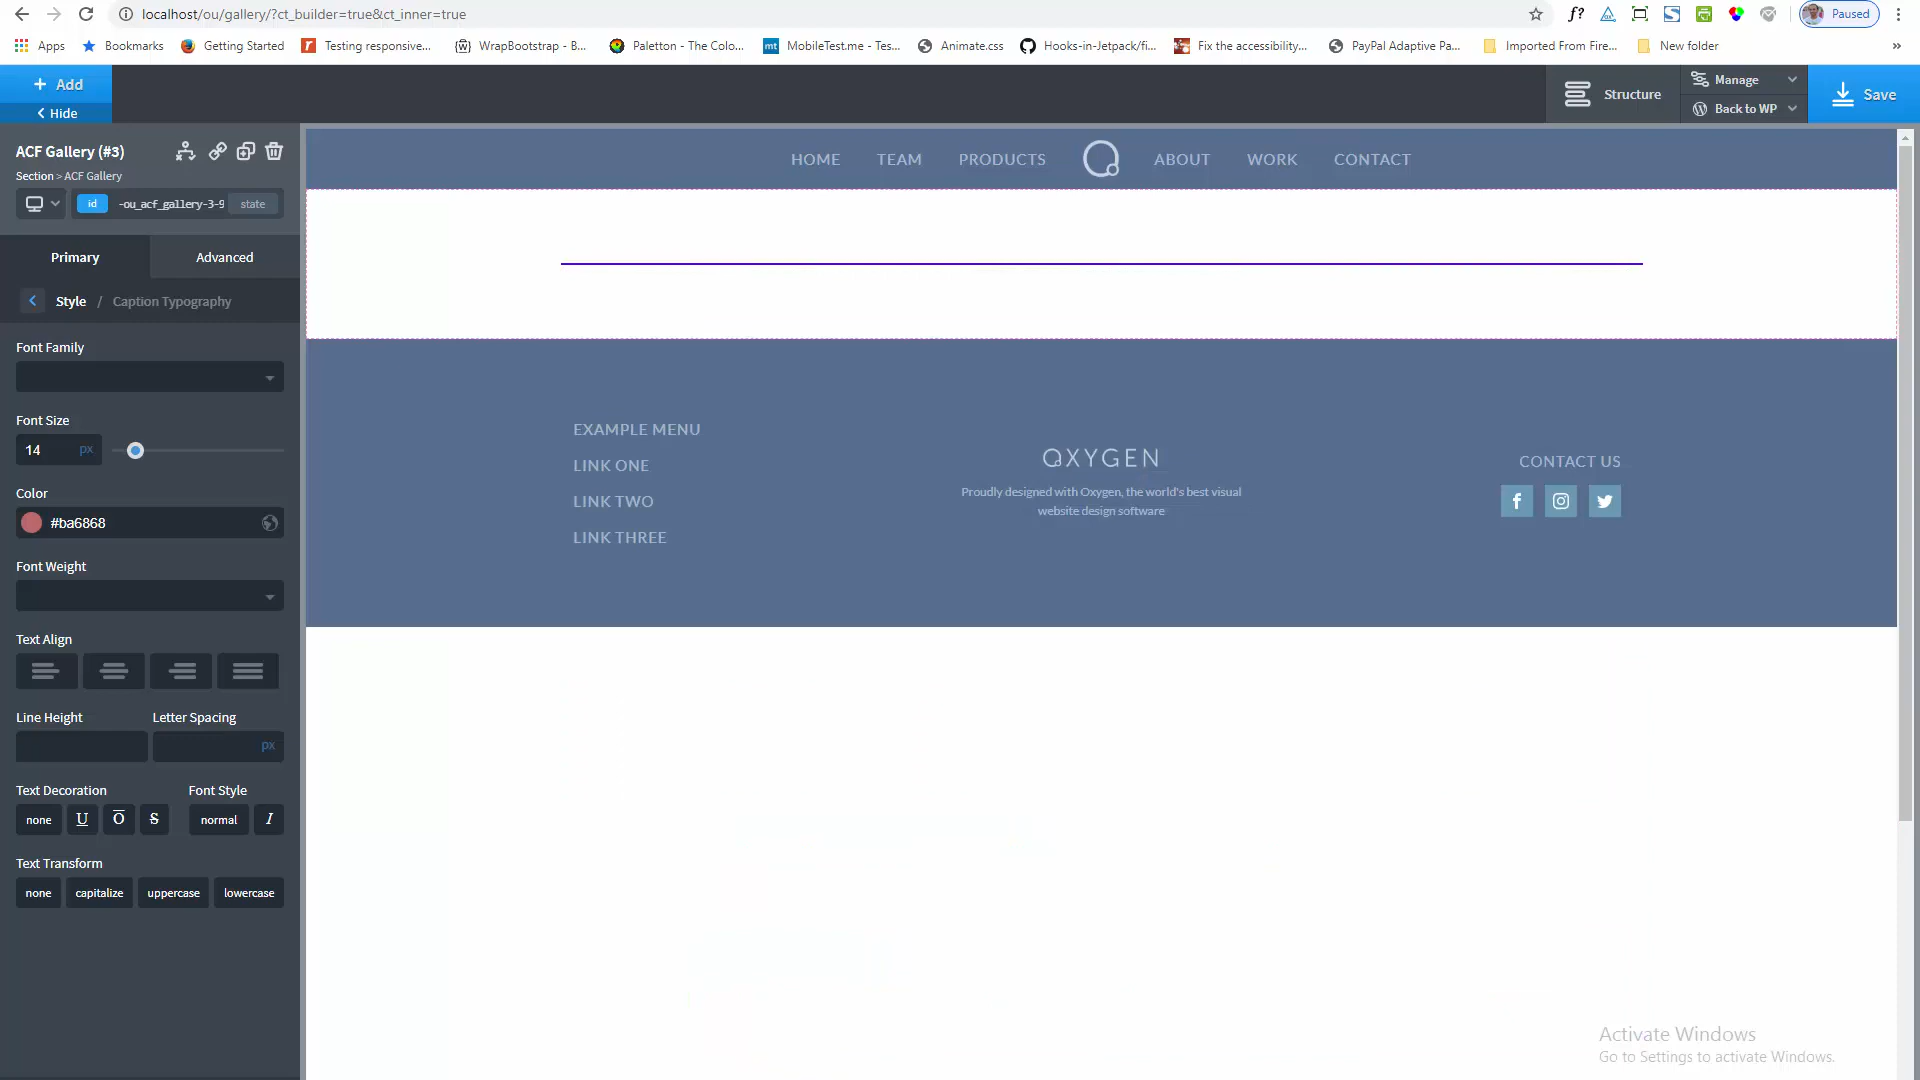 localhost/ou/gallery/?ct_builder=true&ct_inner=true
f?
Paused
Apps
Bookmarks
Getting Started
Testing responsive...
WrapBootstrap - B...
Paletton - The Colo...
mt
MobileTest.me - Tes...
Animate.css
Hooks-in-Jetpack/fi...
Fix the accessibility...
PayPal Adaptive Pa...
Imported From Fire...
New folder
»
+ Add
Hide
Structure
Manage
Back to WP
Save
ACF Gallery (#3)
Section > ACF Gallery
id
-ou_acf_gallery-3-9
state
Primary
Advanced
Style / Caption Typography
Font Family
Font Size
14 px
Color
#ba6868
Font Weight
Text Align
Line Height
Letter Spacing
px
Text Decoration
Font Style
none U O S
normal I
Text Transform
none capitalize uppercase lowercase
HOME TEAM PRODUCTS ABOUT WORK CONTACT
EXAMPLE MENU
LINK ONE
LINK TWO
LINK THREE
OXYGEN
Proudly designed with Oxygen, the world's best visual
website design software
CONTACT US
Activate Windows
Go to Settings to activate Windows.